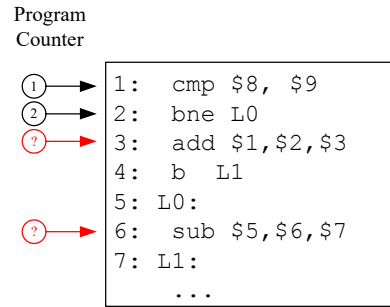 Program
Counter
1 1: cmp $8, $9
2 2: bne L0
? 3: add $1,$2,$3
4: b L1
5: L0:
? 6: sub $5,$6,$7
7: L1:
...